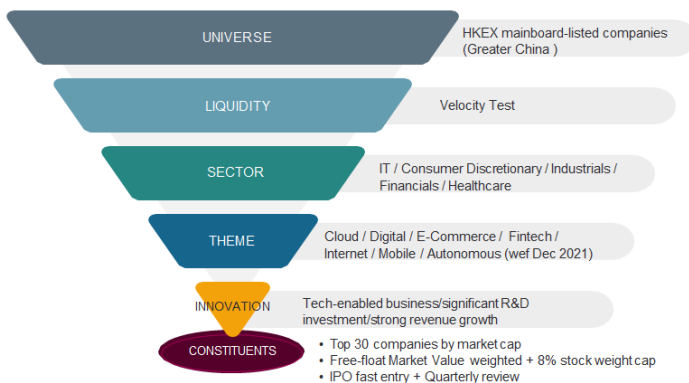 UNIVERSE
HKEX mainboard-listed companies
(Greater China )
LIQUIDITY
Velocity Test
SECTOR
IT / Consumer Discretionary / Industrials /
Financials / Healthcare
THEME
Cloud / Digital / E-Commerce / Fintech /
Internet / Mobile / Autonomous (wef Dec 2021)
INNOVATION
Tech-enabled business/significant R&D
investment/strong revenue growth
CONSTITUENTS
• Top 30 companies by market cap
• Free-float Market Value weighted + 8% stock weight cap
• IPO fast entry + Quarterly review